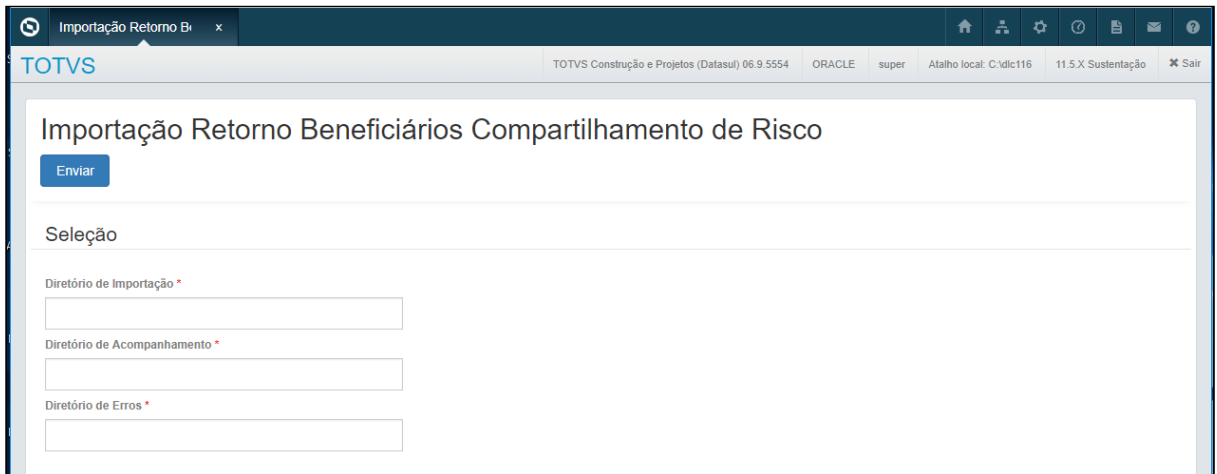 Importação Retorno B x
TOTVS
TOTVS Construção e Projetos (Datasul) 06.9.5554 ORACLE super Atalho local: C:\dlc116 11.5.X Sustentação ✖ Sair
Importação Retorno Beneficiários Compartilhamento de Risco
Enviar
Seleção
Diretório de Importação *
Diretório de Acompanhamento *
Diretório de Erros *